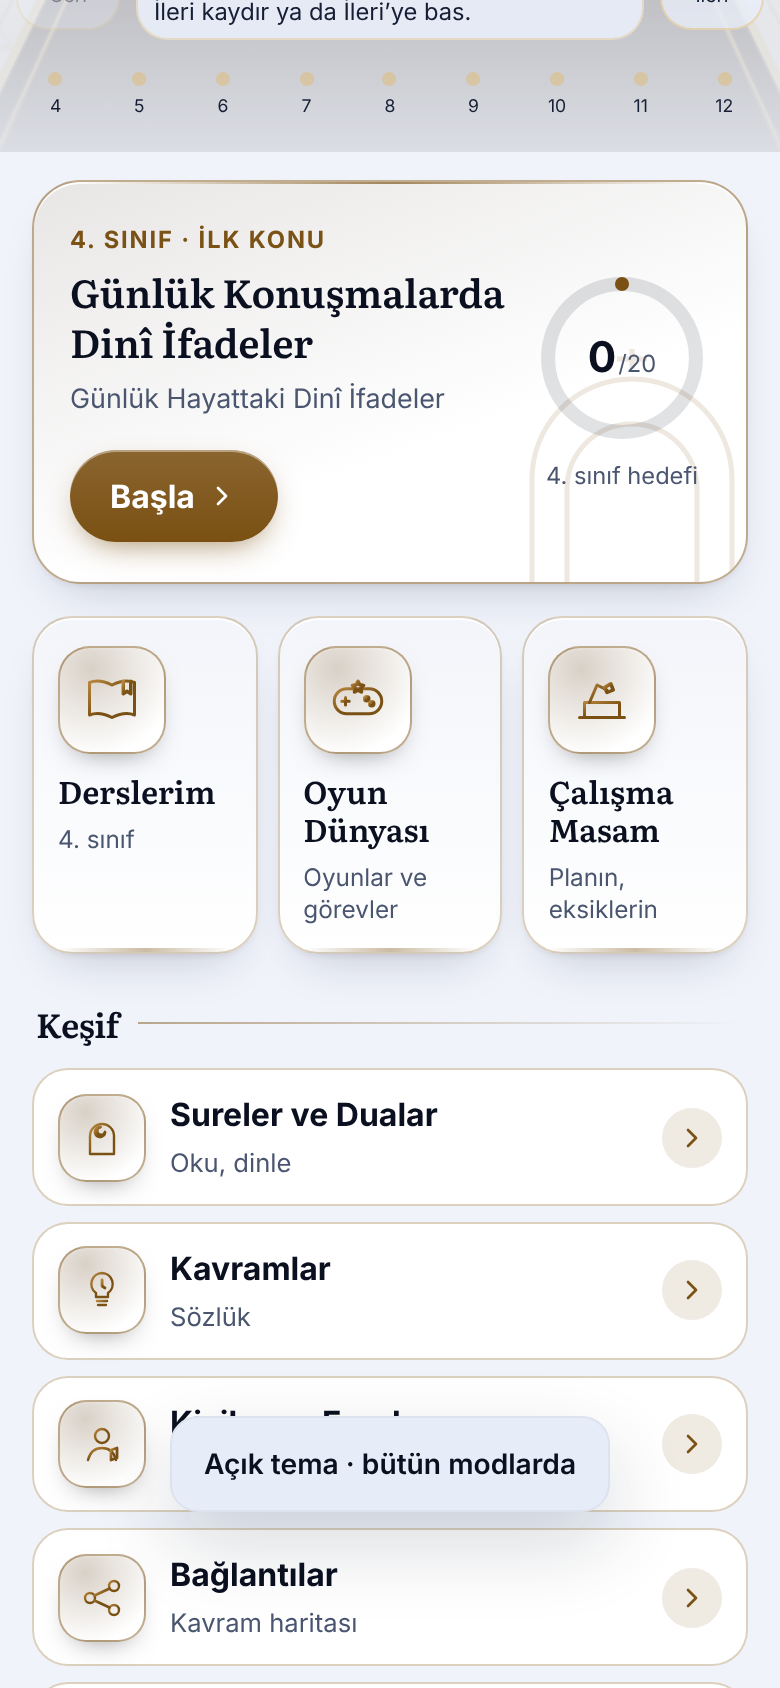 İleri kaydır ya da İleri’ye bas.
4 5 6 7 8 9 10 11 12
4. SINIF · İLK KONU
Günlük Konuşmalarda
Dinî İfadeler
Günlük Hayattaki Dinî İfadeler
0/20
4. sınıf hedefi
Başla
Derslerim
4. sınıf
Oyun
Dünyası
Oyunlar ve
görevler
Çalışma
Masam
Planın,
eksiklerin
Keşif
Sureler ve Dualar
Oku, dinle
Kavramlar
Sözlük
Açık tema · bütün modlarda
Bağlantılar
Kavram haritası